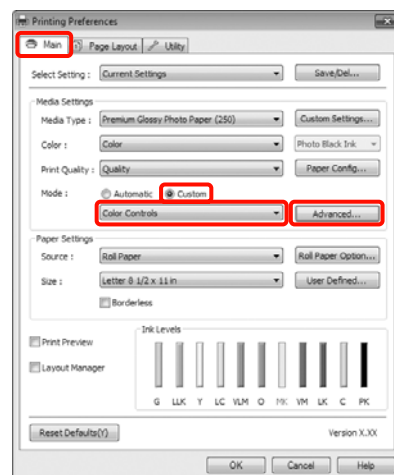 Printing Preferences
Main Page Layout Utility
Select Setting : Current Settings Save/Del...
Media Settings
Media Type : Premium Glossy Photo Paper (250) Custom Settings...
Color : Color Photo Black Ink
Print Quality : Quality Paper Config...
Mode : Automatic Custom
Color Controls Advanced...
Paper Settings
Source : Roll Paper Roll Paper Option...
Size : Letter 8 1/2 x 11 in User Defined...
Borderless
Ink Levels
Print Preview
Layout Manager
G LLK Y LC VLM O MK VM LK C PK
Reset Defaults(Y) Version X.XX
OK Cancel Help